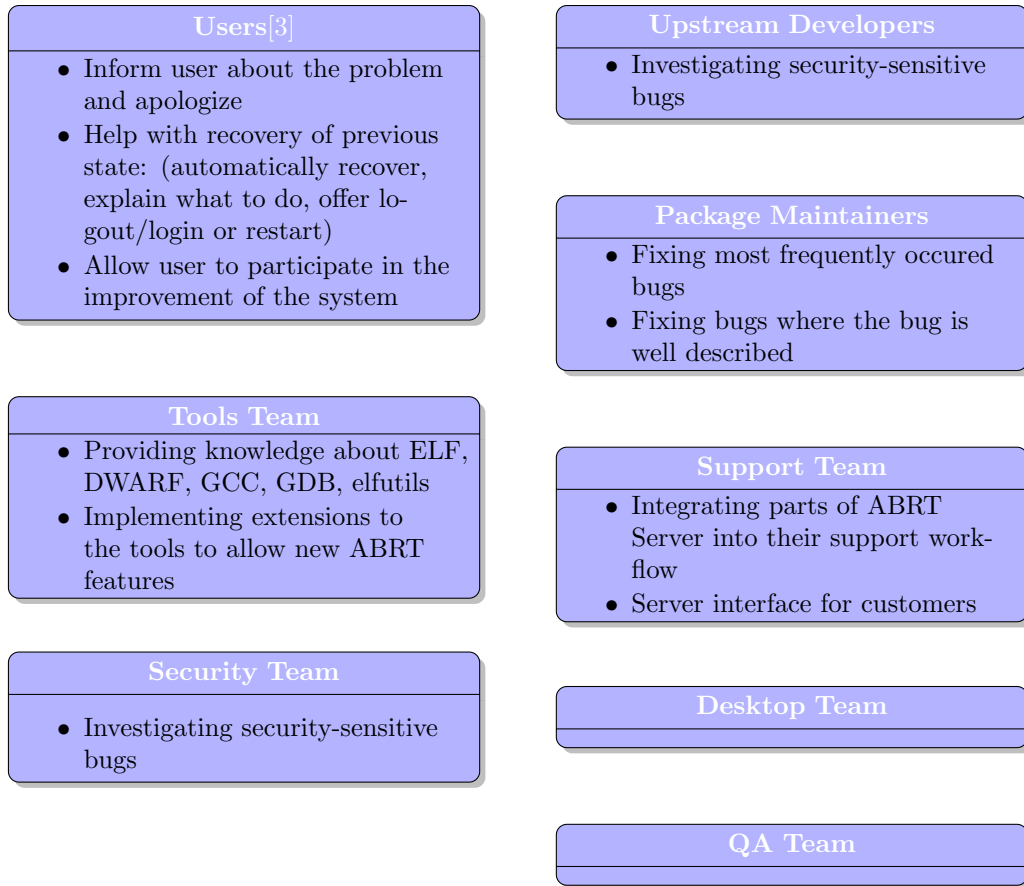 Users[3]
• Inform user about the problem
and apologize
• Help with recovery of previous
state: (automatically recover,
explain what to do, offer lo-
gout/login or restart)
• Allow user to participate in the
improvement of the system
Tools Team
• Providing knowledge about ELF,
DWARF, GCC, GDB, elfutils
• Implementing extensions to
the tools to allow new ABRT
features
Security Team
• Investigating security-sensitive
bugs
Upstream Developers
• Investigating security-sensitive
bugs
Package Maintainers
• Fixing most frequently occured
bugs
• Fixing bugs where the bug is
well described
Support Team
• Integrating parts of ABRT
Server into their support work-
flow
• Server interface for customers
Desktop Team
QA Team